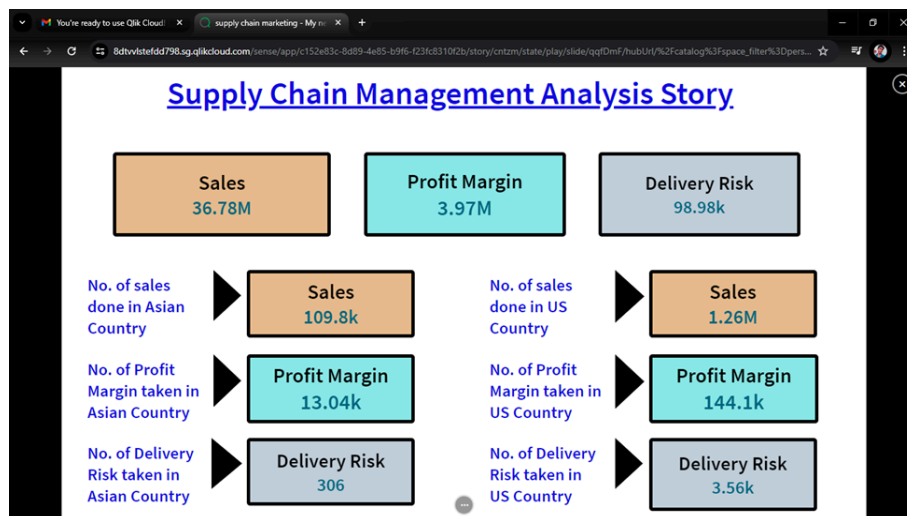 You're ready to use Qlik Cloud!
supply chain marketing - My ne
8dtvvlstefdd798.sg.qlikcloud.com/sense/app/c152e83c-8d89-4e85-b9f6-f23fc8310f2b/story/cntzm/state/play/slide/qqfDmF/hubUrl/%2Fcatalog%3Fspace_filter%3Dpers...
Supply Chain Management Analysis Story
Sales
36.78M
Profit Margin
3.97M
Delivery Risk
98.98k
No. of sales
done in Asian
Country
Sales
109.8k
No. of sales
done in US
Country
Sales
1.26M
No. of Profit
Margin taken in
Asian Country
Profit Margin
13.04k
No. of Profit
Margin taken in
US Country
Profit Margin
144.1k
No. of Delivery
Risk taken in
Asian Country
Delivery Risk
306
No. of Delivery
Risk taken in
US Country
Delivery Risk
3.56k